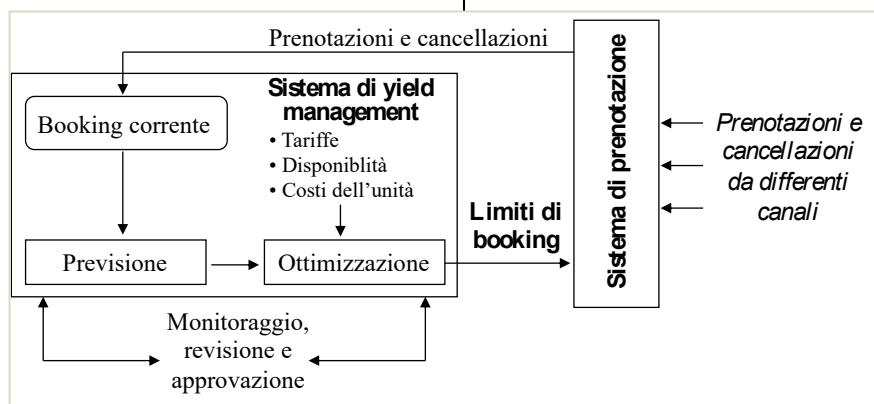 Prenotazioni e cancellazioni
Sistema di yield
management
• Tariffe
• Disponiblità
• Costi dell'unità
Booking corrente
Previsione
Ottimizzazione
Limiti di
booking
Sistema di prenotazione
Prenotazioni e
cancellazioni
da differenti
canali
Monitoraggio,
revisione e
approvazione